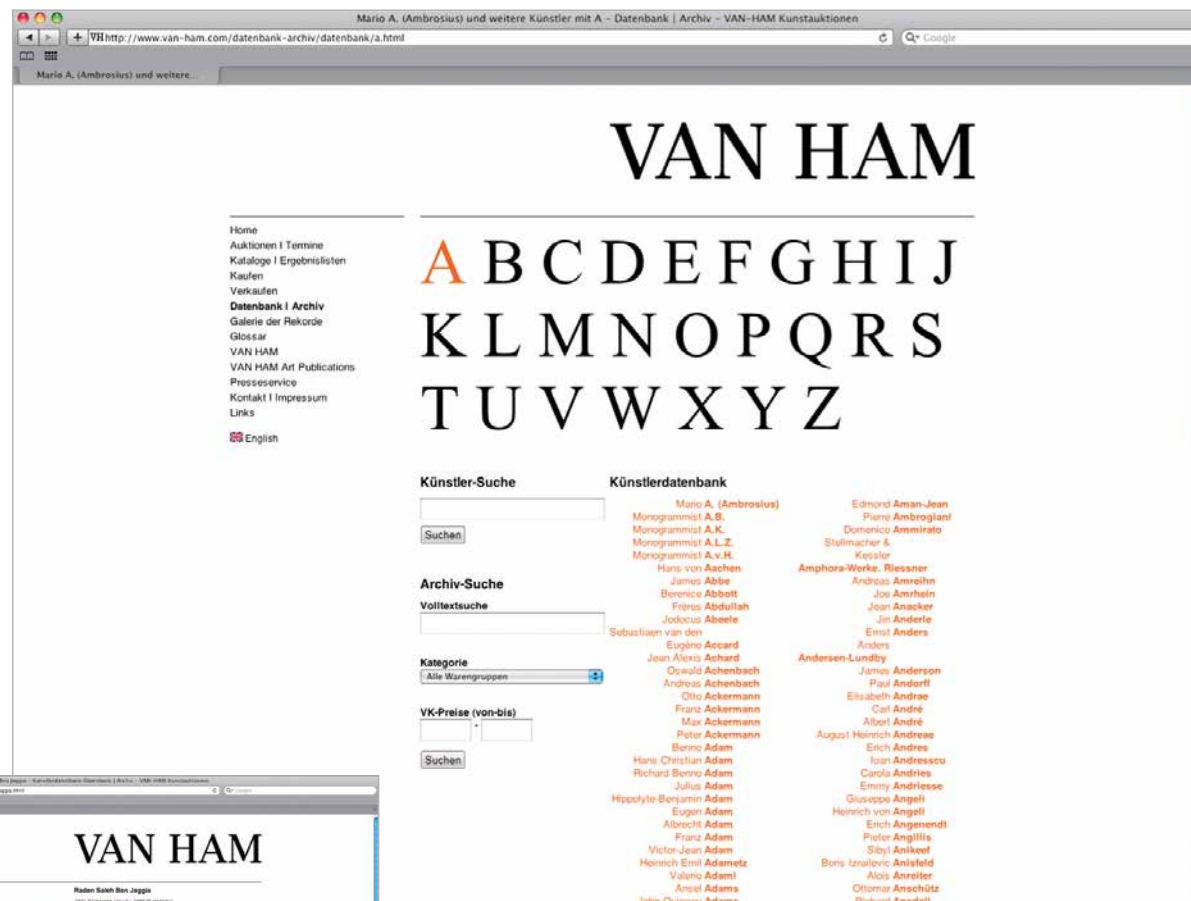 Mario A. (Ambrosius) und weitere Künstler mit A – Datenbank | Archiv – VAN-HAM Kunstauktionen
VH http://www.van-ham.com/datenbank-archiv/datenbank/a.html
Q Google
Mario A. (Ambrosius) und weitere...
VAN HAM
Home
Auktionen I Termine
Kataloge I Ergebnislisten
Kaufen
Verkaufen
Datenbank I Archiv
Galerie der Rekorde
Glossar
VAN HAM
VAN HAM Art Publications
Presseservice
Kontakt I Impressum
Links
English
A B C D E F G H I J
K L M N O P Q R S
T U V W X Y Z
Künstler-Suche
Suchen
Archiv-Suche
Volltextsuche
Kategorie
Alle Warengruppen
VK-Preise (von-bis)
-
Suchen
Künstlerdatenbank
Mario A. (Ambrosius)
Monogrammist A.B.
Monogrammist A.K.
Monogrammist A.L.Z.
Monogrammist A.v.H.
Hans von Aachen
James Abbe
Berenice Abbott
Frères Abdullah
Jodocus Abeele
Sebastiaen van den
Eugène Accard
Jean Alexis Achard
Oswald Achenbach
Andreas Achenbach
Otto Ackermann
Franz Ackermann
Max Ackermann
Peter Ackermann
Benno Adam
Hans Christian Adam
Richard Benno Adam
Julius Adam
Hippolyte-Benjamin Adam
Eugen Adam
Albrecht Adam
Franz Adam
Victor-Jean Adam
Heinrich Emil Adametz
Valerio Adami
Ansel Adams
John Quincey Adams
Edmond Aman-Jean
Pierre Ambrogiani
Domenico Ammirato
Stellmacher &
Kessler
Amphora-Werke. Riessner
Andreas Amrein
Joe Amrhein
Jean Anacker
Jiri Anderle
Ernst Anders
Anders
Andersen-Lundby
James Anderson
Paul Andorff
Elisabeth Andrae
Carl André
Albert André
August Heinrich Andreae
Erich Andres
Ioan Andresscu
Carola Andries
Emmy Andriesse
Giuseppe Angeli
Heinrich von Angeli
Erich Angenendt
Pieter Angillis
Sibyl Anikeef
Boris Izrailevic Anisfeld
Alois Anreiter
Ottomar Anschütz
Richard Ansdell
VAN HAM
Raden Saleh Ben Jaggia